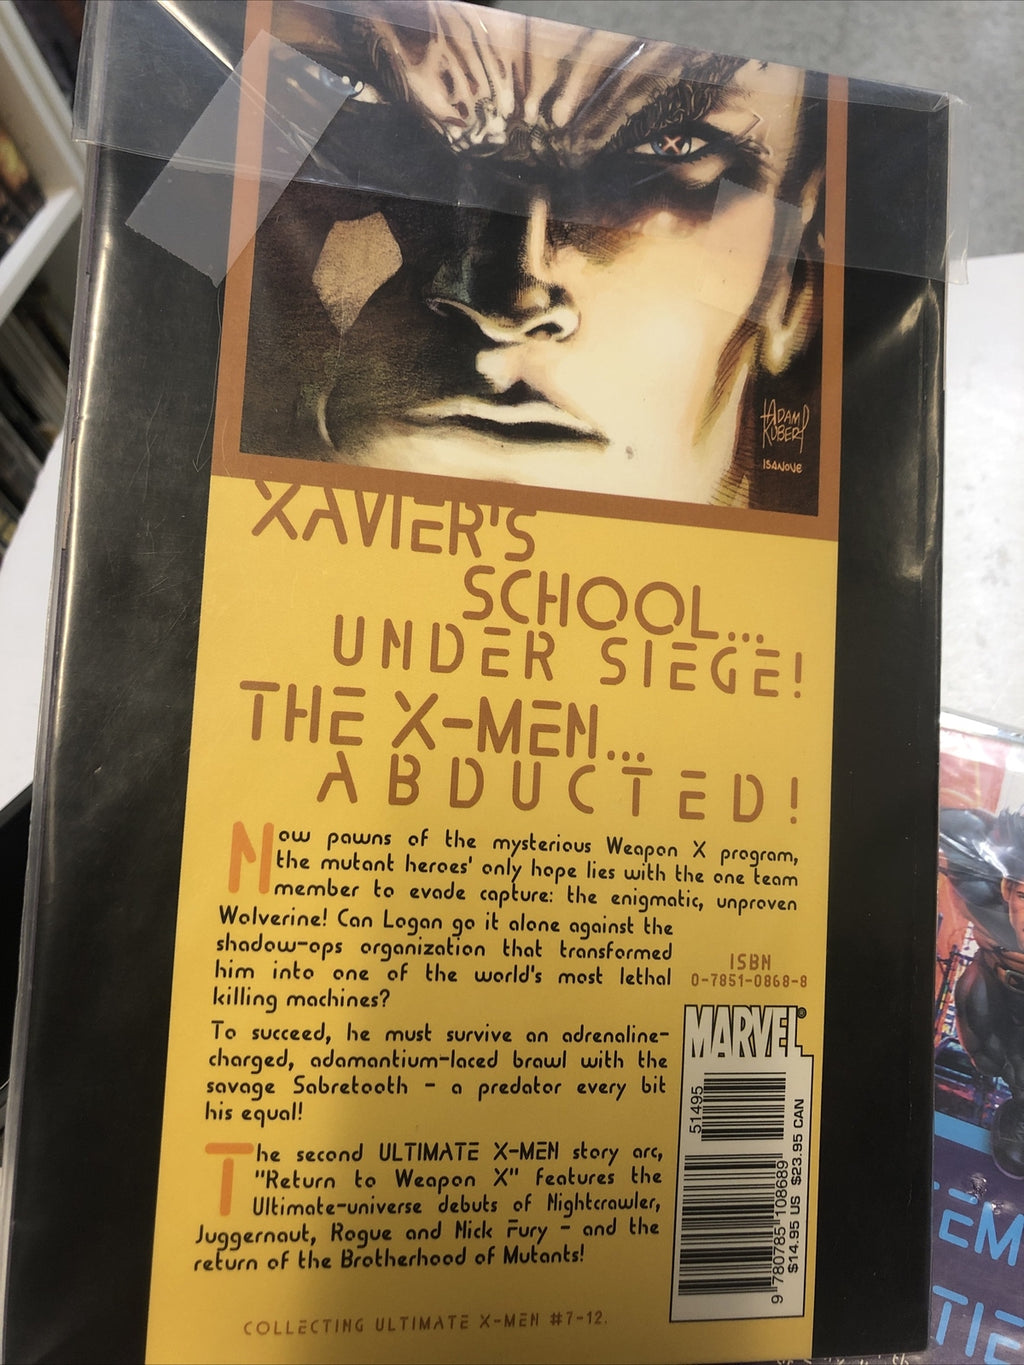 ADAM
KUBERT
ISANOVE
XAVIER'S
SCHOOL...
UNDER SIEGE!
THE X-MEN...
ABDUCTED!
Now pawns of the mysterious Weapon X program,
the mutant heroes' only hope lies with the one team
member to evade capture: the enigmatic, unproven
Wolverine! Can Logan go it alone against the
shadow-ops organization that transformed
him into one of the world's most lethal
killing machines?
To succeed, he must survive an adrenaline-
charged, adamantium-laced brawl with the
savage Sabretooth - a predator every bit
his equal!
The second ULTIMATE X-MEN story arc,
"Return to Weapon X" features the
Ultimate-universe debuts of Nightcrawler,
Juggernaut, Rogue and Nick Fury - and the
return of the Brotherhood of Mutants!
COLLECTING ULTIMATE X-MEN #7-12.
ISBN
0-7851-0868-8
MARVEL®
51495
9 780785 108689
$14.95 US $23.95 CAN